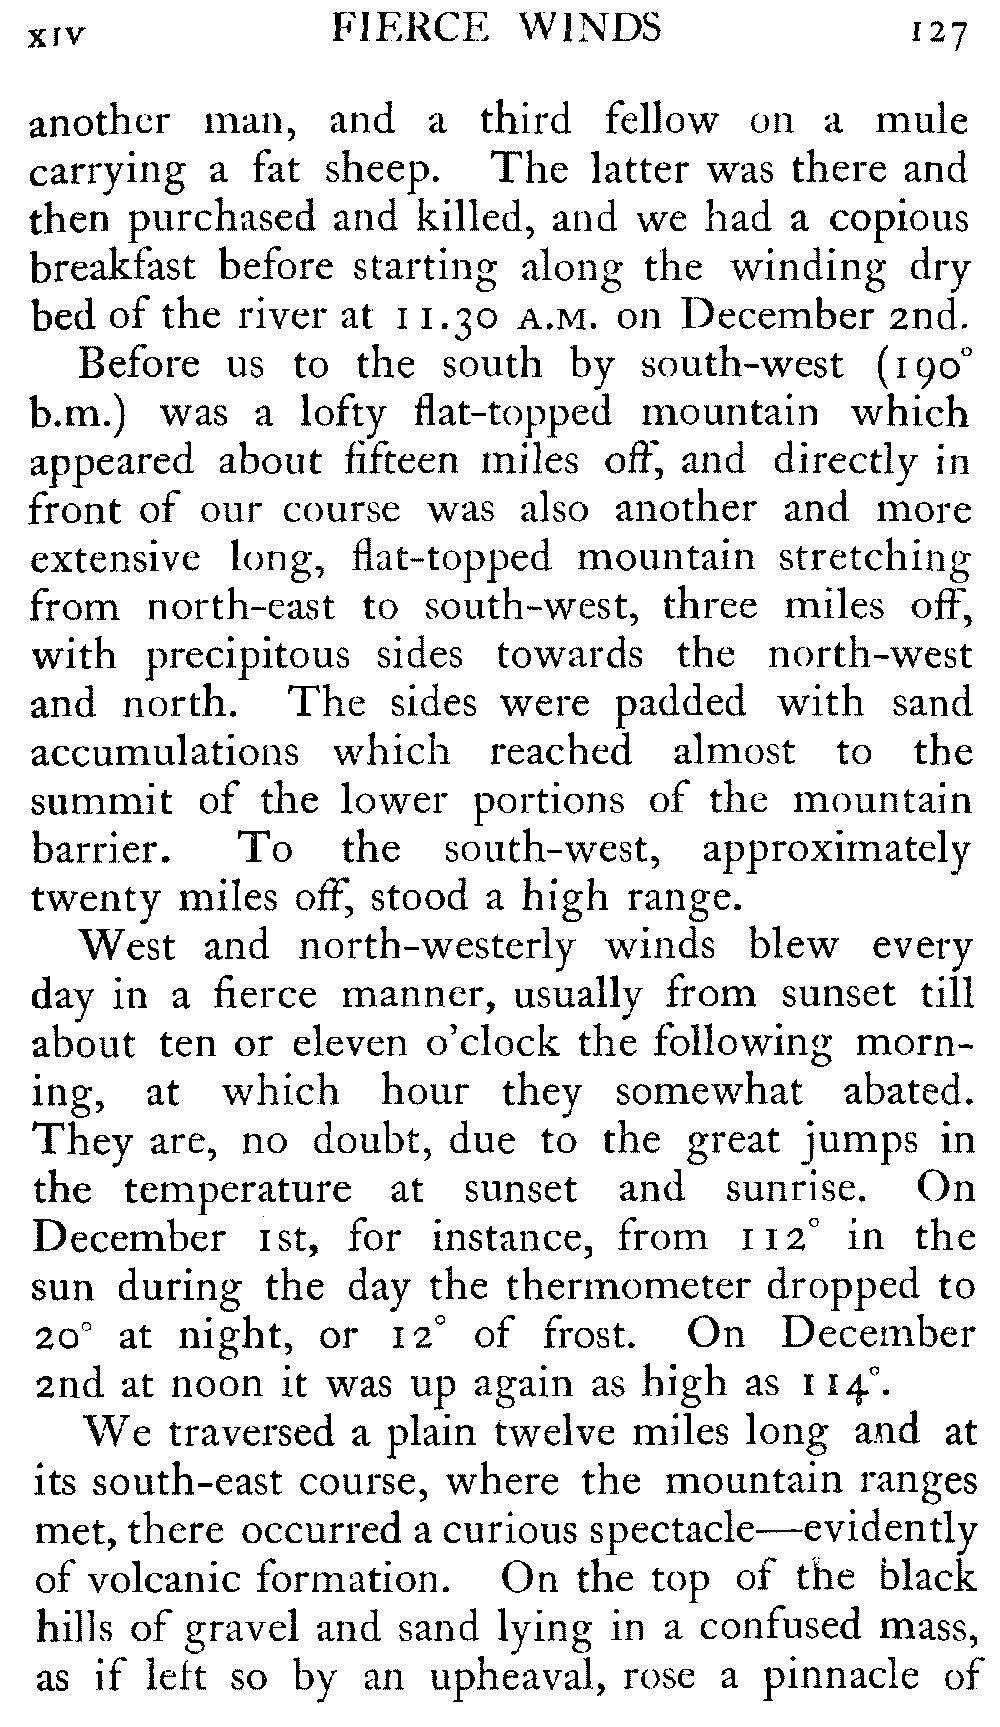 xiv FIERCE WINDS 127
another man, and a third fellow on a mule
carrying a fat sheep. The latter was there and
then purchased and killed, and we had a copious
breakfast before starting along the winding dry
bed of the river at 11.30 A.M. on December 2nd.
Before us to the south by south-west (190°
b.m.) was a lofty flat-topped mountain which
appeared about fifteen miles off, and directly in
front of our course was also another and more
extensive long, flat-topped mountain stretching
from north-east to south-west, three miles off,
with precipitous sides towards the north-west
and north. The sides were padded with sand
accumulations which reached almost to the
summit of the lower portions of the mountain
barrier. To the south-west, approximately
twenty miles off, stood a high range.
West and north-westerly winds blew every
day in a fierce manner, usually from sunset till
about ten or eleven o'clock the following morn-
ing, at which hour they somewhat abated.
They are, no doubt, due to the great jumps in
the temperature at sunset and sunrise. On
December 1st, for instance, from 112° in the
sun during the day the thermometer dropped to
20° at night, or 12° of frost. On December
2nd at noon it was up again as high as 114°.
We traversed a plain twelve miles long and at
its south-east course, where the mountain ranges
met, there occurred a curious spectacle—evidently
of volcanic formation. On the top of the black
hills of gravel and sand lying in a confused mass,
as if left so by an upheaval, rose a pinnacle of